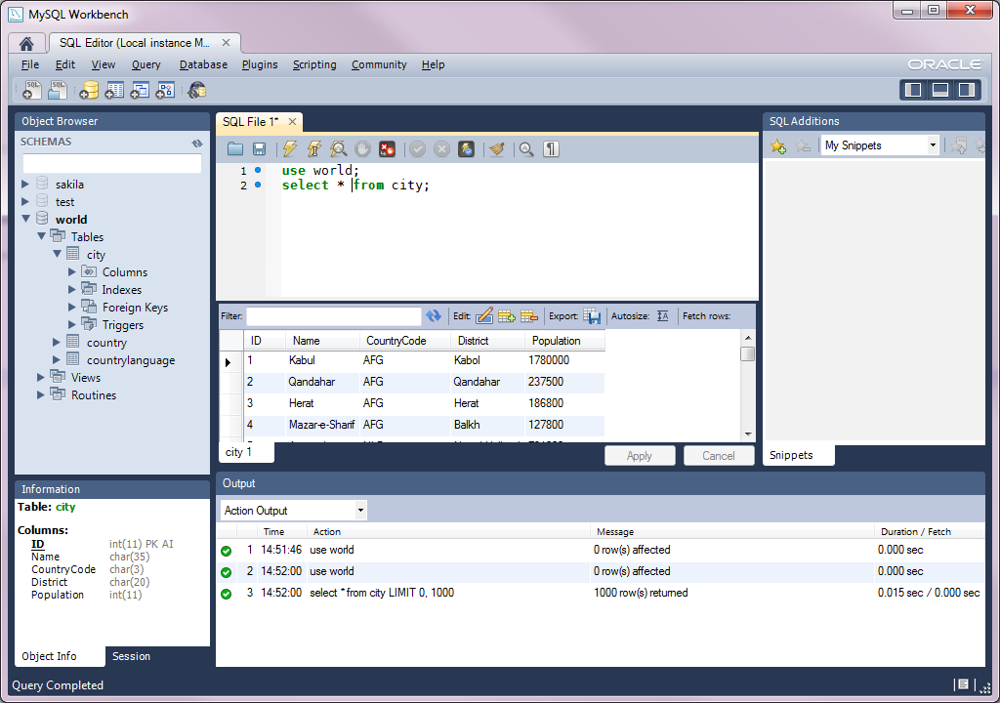 MySQL Workbench
SQL Editor (Local instance M...
File Edit View Query Database Plugins Scripting Community Help
ORACLE
SQL SQL
Object Browser
SCHEMAS
sakila
test
world
Tables
city
Columns
Indexes
Foreign Keys
Triggers
country
countrylanguage
Views
Routines
Information
Table: city
Columns:
ID int(11) PK AI
Name char(35)
CountryCode char(3)
District char(20)
Population int(11)
Object Info Session
SQL File 1*
1 use world;
2 select * from city;
Filter: Edit: Export: Autosize: Fetch rows:
ID Name CountryCode District Population
1 Kabul AFG Kabol 1780000
2 Qandahar AFG Qandahar 237500
3 Herat AFG Herat 186800
4 Mazar-e-Sharif AFG Balkh 127800
city 1
Apply Cancel
SQL Additions
My Snippets
Snippets
Output
Action Output
Time Action Message Duration / Fetch
1 14:51:46 use world 0 row(s) affected 0.000 sec
2 14:52:00 use world 0 row(s) affected 0.000 sec
3 14:52:00 select * from city LIMIT 0, 1000 1000 row(s) returned 0.015 sec / 0.000 sec
Query Completed